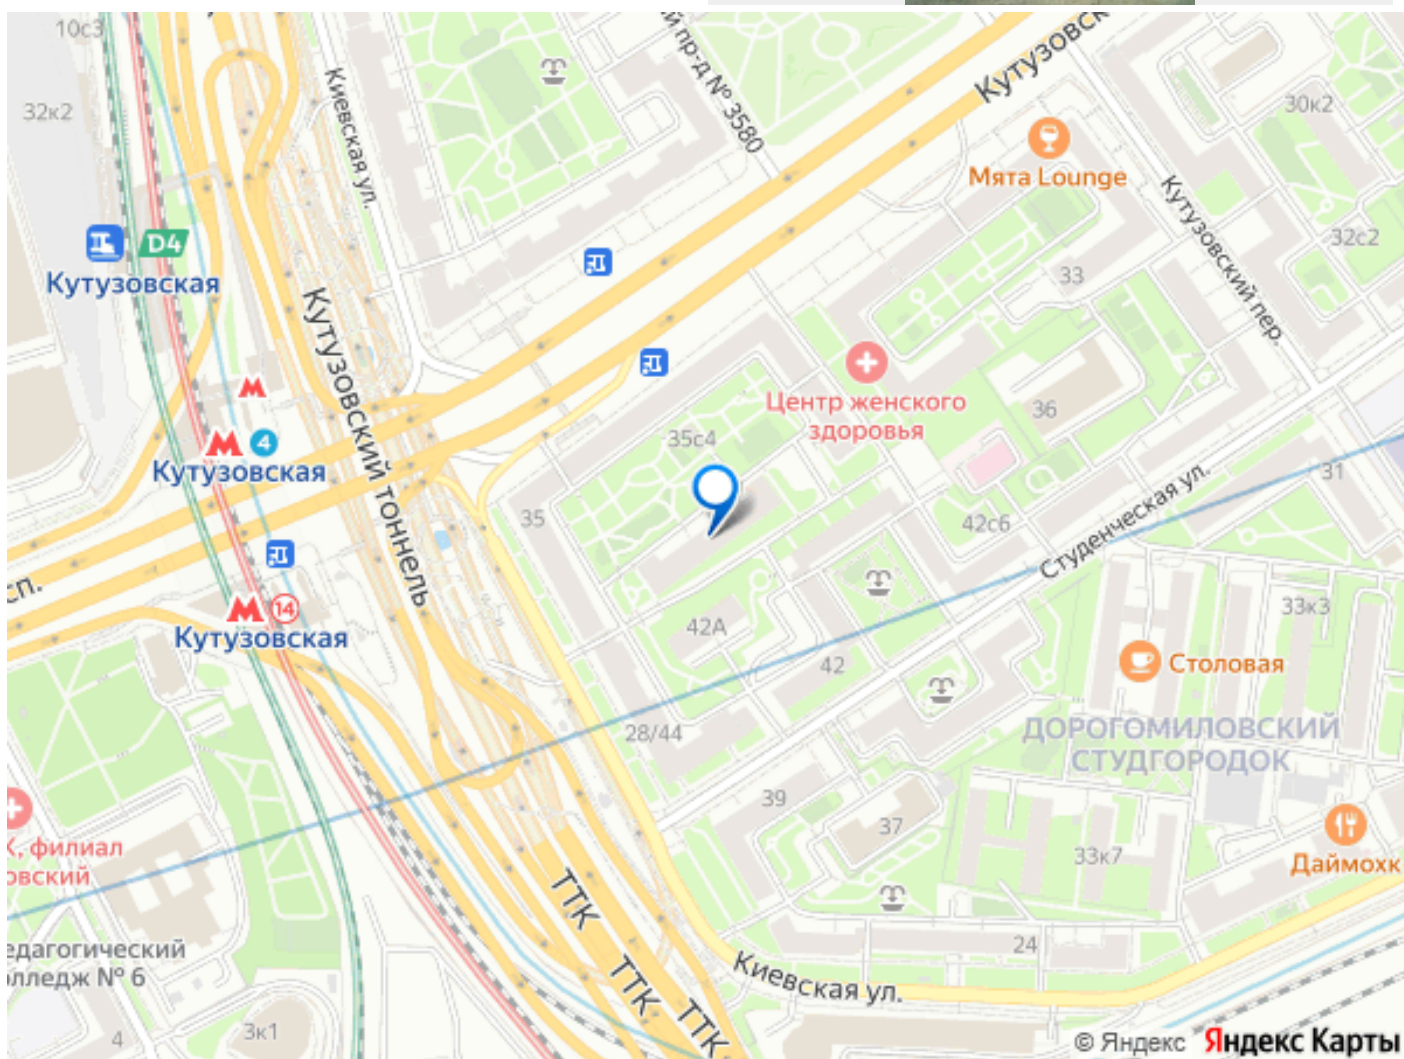 10с3
32к2
Киевская ул.
й пр-д № 3580
Кутузовск
30к2
Мята Lounge
Кутузовский пер.
32с2
33
D4
Кутузовская
Кутузовский тоннель
М
М 4
Кутузовская
Центр женского
здоровья
36
35с4
35
31
42с6
Студенческая ул.
сп.
М 14
Кутузовская
42А
42
33к3
Столовая
28/44
ДОРОГОМИЛОВСКИЙ
СТУДГОРОДОК
39
37
33к7
Даймохк
К, филиал
овский
ТТК
ТТК
ТТК
24
Киевская ул.
едагогический
олледж № 6
4
3к1
© Яндекс Яндекс Карты